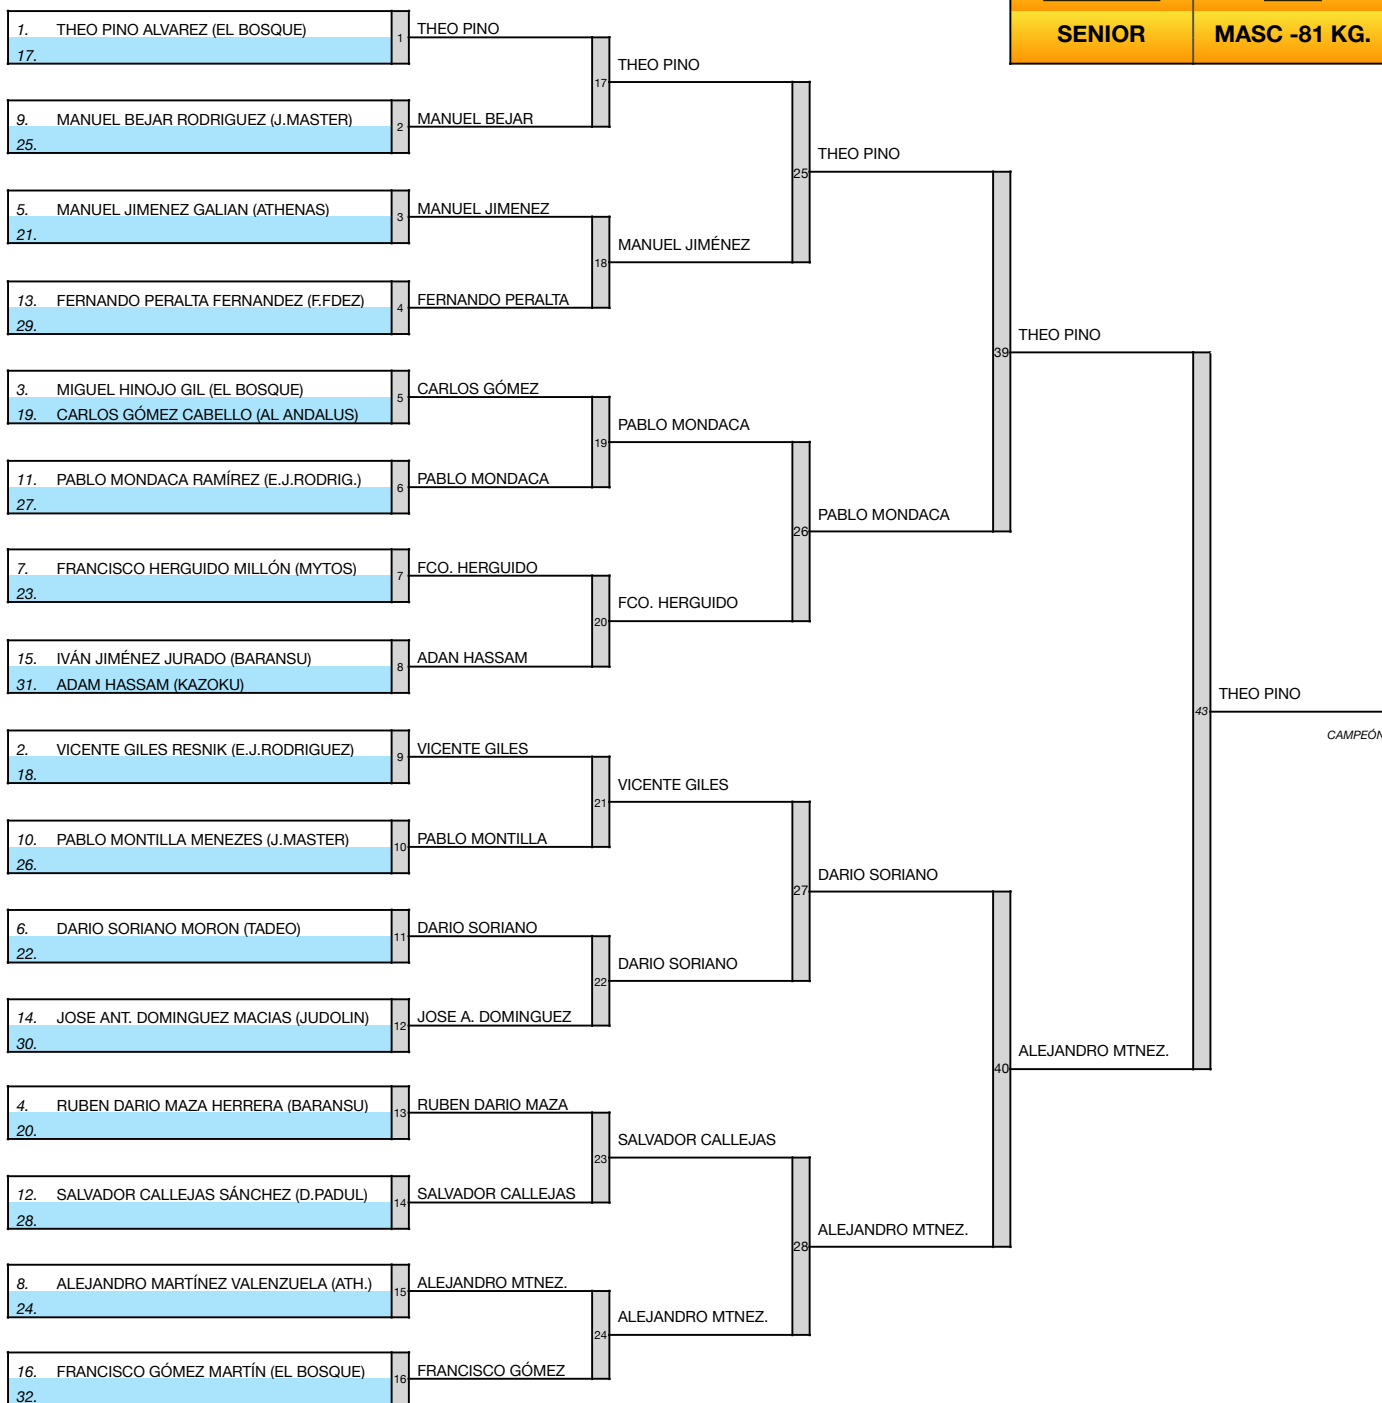 SENIOR MASC -81 KG.
1. THEO PINO ALVAREZ (EL BOSQUE)
17.
1
THEO PINO
9. MANUEL BEJAR RODRIGUEZ (J.MASTER)
25.
2
MANUEL BEJAR
17
THEO PINO
5. MANUEL JIMENEZ GALIAN (ATHENAS)
21.
3
MANUEL JIMENEZ
13. FERNANDO PERALTA FERNANDEZ (F.FDEZ)
29.
4
FERNANDO PERALTA
18
MANUEL JIMÉNEZ
25
THEO PINO
3. MIGUEL HINOJO GIL (EL BOSQUE)
19. CARLOS GÓMEZ CABELLO (AL ANDALUS)
5
CARLOS GÓMEZ
11. PABLO MONDACA RAMÍREZ (E.J.RODRIG.)
27.
6
PABLO MONDACA
19
PABLO MONDACA
7. FRANCISCO HERGUIDO MILLÓN (MYTOS)
23.
7
FCO. HERGUIDO
15. IVÁN JIMÉNEZ JURADO (BARANSU)
31. ADAM HASSAM (KAZOKU)
8
ADAN HASSAM
20
FCO. HERGUIDO
26
PABLO MONDACA
39
THEO PINO
2. VICENTE GILES RESNIK (E.J.RODRIGUEZ)
18.
9
VICENTE GILES
10. PABLO MONTILLA MENEZES (J.MASTER)
26.
10
PABLO MONTILLA
21
VICENTE GILES
6. DARIO SORIANO MORON (TADEO)
22.
11
DARIO SORIANO
14. JOSE ANT. DOMINGUEZ MACIAS (JUDOLIN)
30.
12
JOSE A. DOMINGUEZ
22
DARIO SORIANO
27
DARIO SORIANO
4. RUBEN DARIO MAZA HERRERA (BARANSU)
20.
13
RUBEN DARIO MAZA
12. SALVADOR CALLEJAS SÁNCHEZ (D.PADUL)
28.
14
SALVADOR CALLEJAS
23
SALVADOR CALLEJAS
8. ALEJANDRO MARTÍNEZ VALENZUELA (ATH.)
24.
15
ALEJANDRO MTNEZ.
16. FRANCISCO GÓMEZ MARTÍN (EL BOSQUE)
32.
16
FRANCISCO GÓMEZ
24
ALEJANDRO MTNEZ.
28
ALEJANDRO MTNEZ.
40
ALEJANDRO MTNEZ.
43
THEO PINO
CAMPEÓN